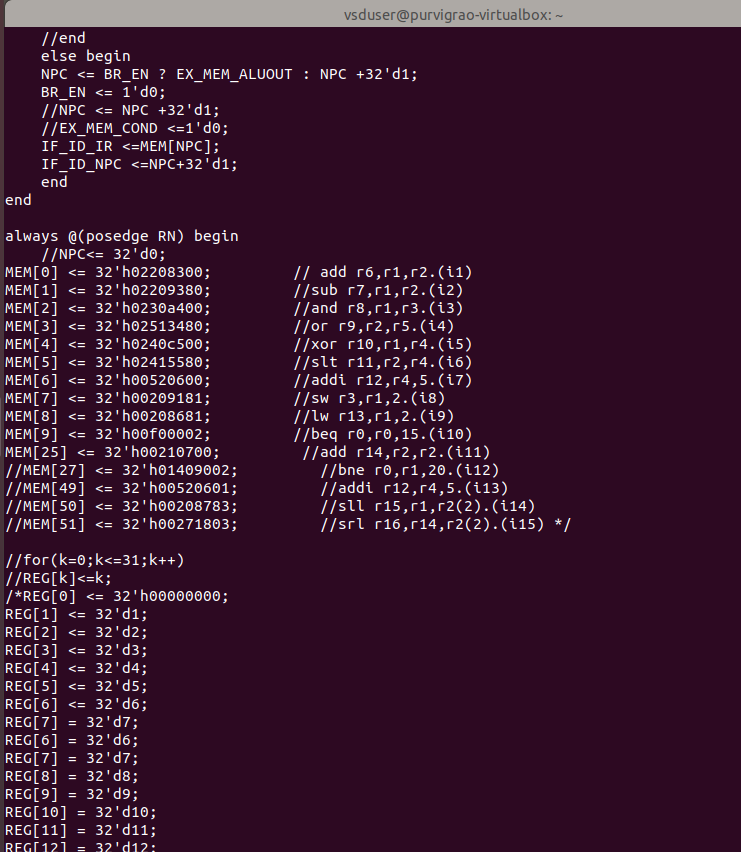 vsduser@purvigrao-virtualbox: ~
    //end
    else begin
    NPC <= BR_EN ? EX_MEM_ALUOUT : NPC +32'd1;
    BR_EN <= 1'd0;
    //NPC <= NPC +32'd1;
    //EX_MEM_COND <=1'd0;
    IF_ID_IR <=MEM[NPC];
    IF_ID_NPC <=NPC+32'd1;
    end
end

always @(posedge RN) begin
    //NPC<= 32'd0;
MEM[0] <= 32'h02208300;         // add r6,r1,r2.(i1)
MEM[1] <= 32'h02209380;         //sub r7,r1,r2.(i2)
MEM[2] <= 32'h0230a400;         //and r8,r1,r3.(i3)
MEM[3] <= 32'h02513480;         //or r9,r2,r5.(i4)
MEM[4] <= 32'h0240c500;         //xor r10,r1,r4.(i5)
MEM[5] <= 32'h02415580;         //slt r11,r2,r4.(i6)
MEM[6] <= 32'h00520600;         //addi r12,r4,5.(i7)
MEM[7] <= 32'h00209181;         //sw r3,r1,2.(i8)
MEM[8] <= 32'h00208681;         //lw r13,r1,2.(i9)
MEM[9] <= 32'h00f00002;         //beq r0,r0,15.(i10)
MEM[25] <= 32'h00210700;          //add r14,r2,r2.(i11)
//MEM[27] <= 32'h01409002;         //bne r0,r1,20.(i12)
//MEM[49] <= 32'h00520601;         //addi r12,r4,5.(i13)
//MEM[50] <= 32'h00208783;         //sll r15,r1,r2(2).(i14)
//MEM[51] <= 32'h00271803;         //srl r16,r14,r2(2).(i15) */

//for(k=0;k<=31;k++)
//REG[k]<=k;
/*REG[0] <= 32'h00000000;
REG[1] <= 32'd1;
REG[2] <= 32'd2;
REG[3] <= 32'd3;
REG[4] <= 32'd4;
REG[5] <= 32'd5;
REG[6] <= 32'd6;
REG[7] = 32'd7;
REG[6] = 32'd6;
REG[7] = 32'd7;
REG[8] = 32'd8;
REG[9] = 32'd9;
REG[10] = 32'd10;
REG[11] = 32'd11;
REG[12] = 32'd12;